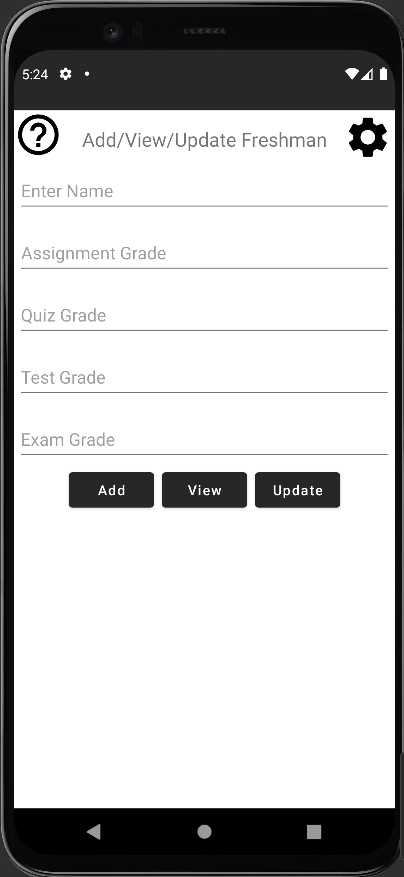 5:24
Add/View/Update Freshman
Enter Name
Assignment Grade
Quiz Grade
Test Grade
Exam Grade
Add View Update